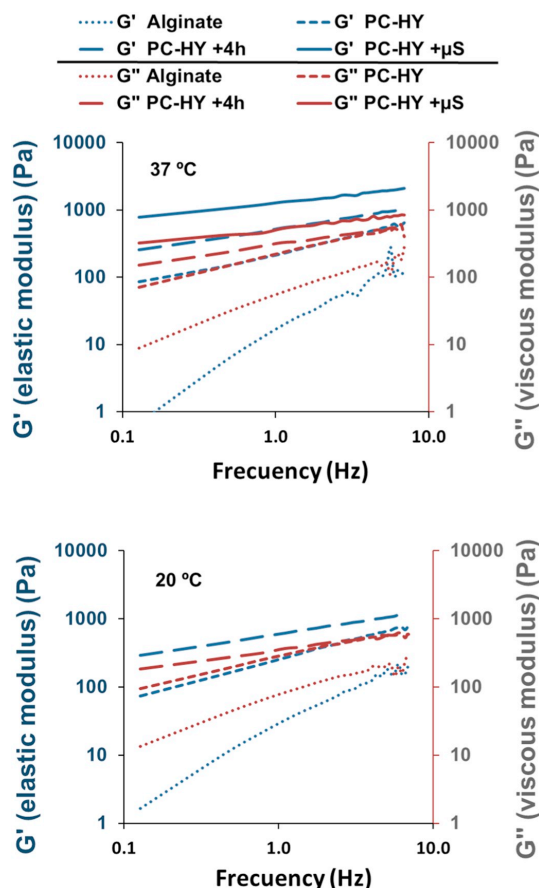 G' Alginate G' PC-HY
G' PC-HY +4h G' PC-HY +µS
G" Alginate G" PC-HY
G" PC-HY +4h G" PC-HY +µS
G' (elastic modulus) (Pa)
10000
1000
100
10
1
37 ºC
10000
1000
100
10
1
G" (viscous modulus) (Pa)
0.1 1.0 10.0
Frecuency (Hz)
G' (elastic modulus) (Pa)
10000
1000
100
10
1
20 ºC
10000
1000
100
10
1
G" (viscous modulus) (Pa)
0.1 1.0 10.0
Frecuency (Hz)